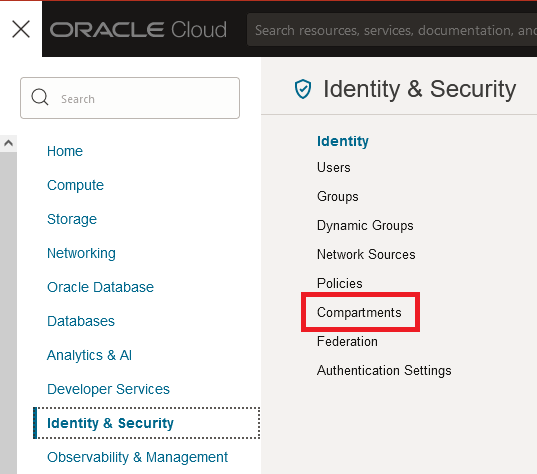 ORACLE Cloud
Search resources, services, documentation, and
Search
Home
Compute
Storage
Networking
Oracle Database
Databases
Analytics & AI
Developer Services
Identity & Security
Observability & Management
Identity & Security
Identity
Users
Groups
Dynamic Groups
Network Sources
Policies
Compartments
Federation
Authentication Settings